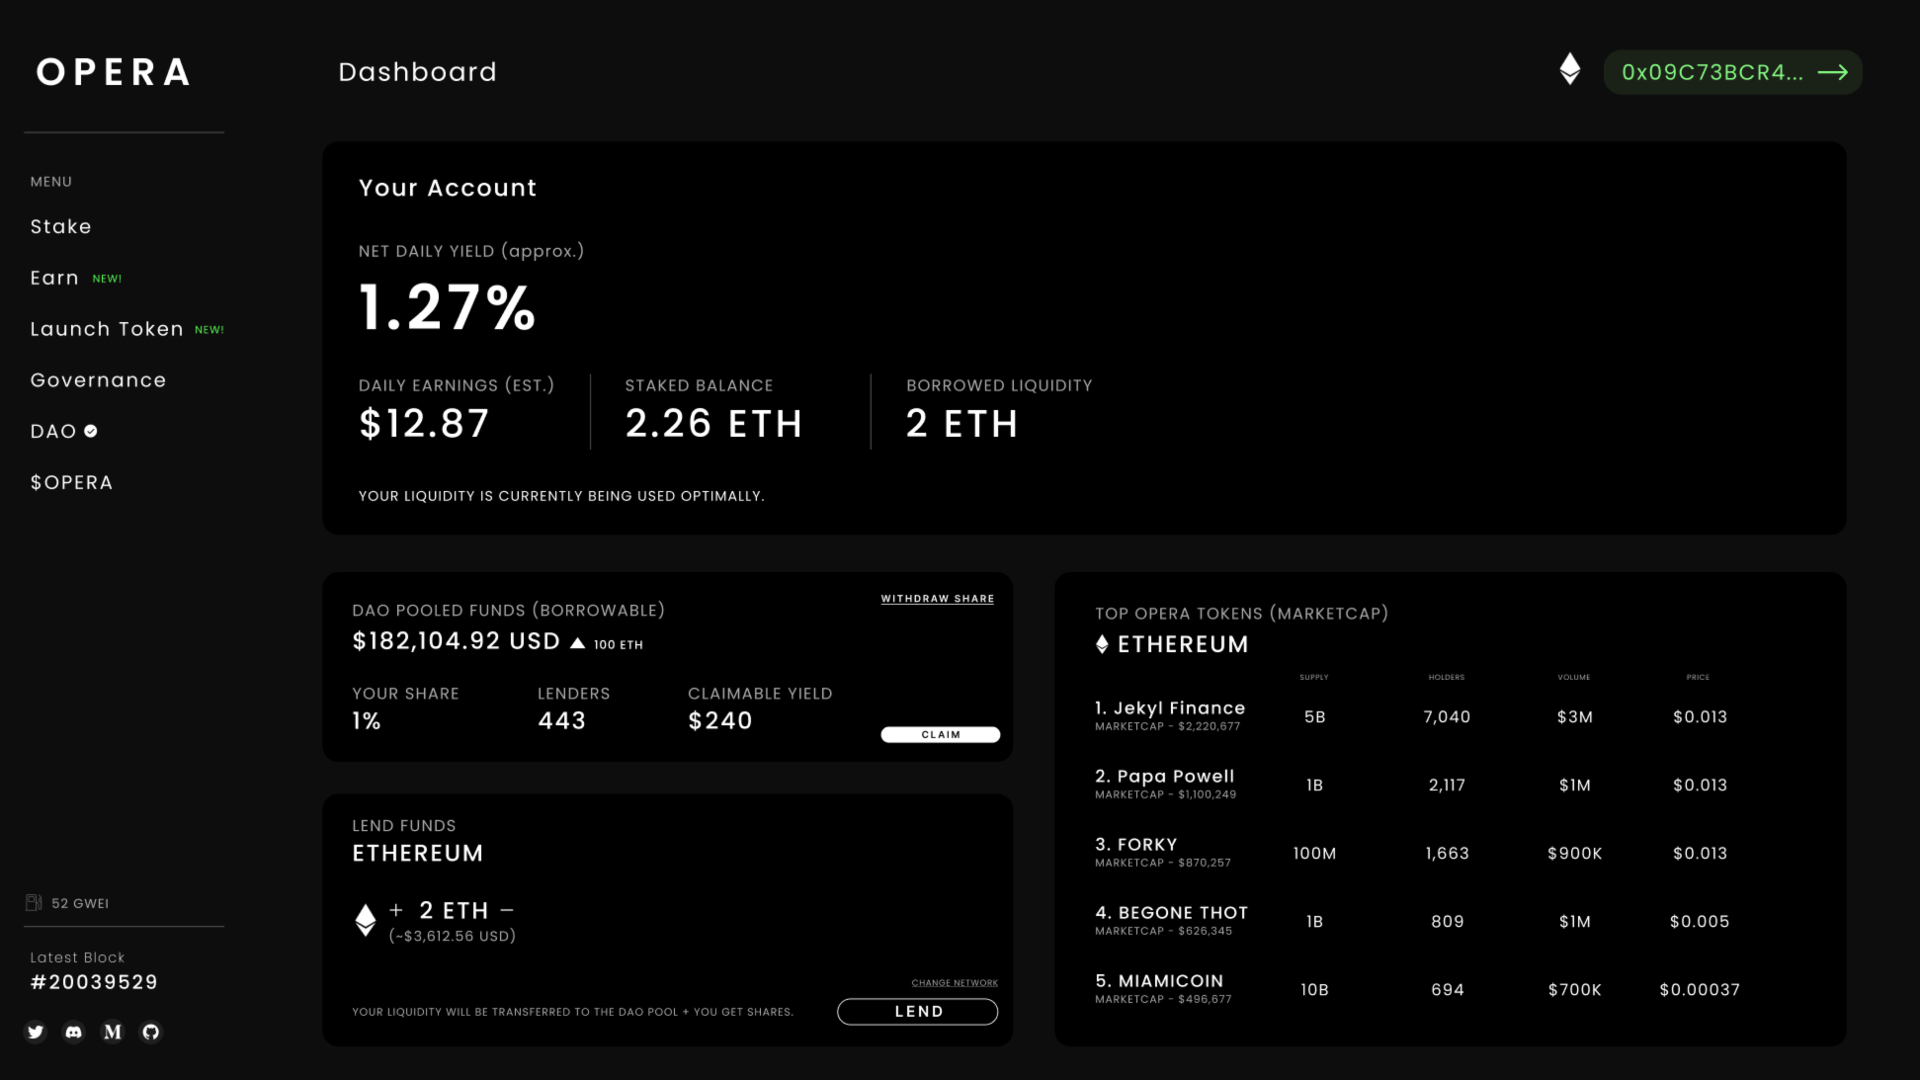 OPERA
Dashboard
0x09C73BCR4... →
MENU
Stake
Earn NEW!
Launch Token NEW!
Governance
DAO
$OPERA
52 GWEI
Latest Block
#20039529
M
Your Account
NET DAILY YIELD (approx.)
1.27%
DAILY EARNINGS (EST.) STAKED BALANCE BORROWED LIQUIDITY
$12.87 2.26 ETH 2 ETH
YOUR LIQUIDITY IS CURRENTLY BEING USED OPTIMALLY.
WITHDRAW SHARE
DAO POOLED FUNDS (BORROWABLE)
$182,104.92 USD ▲ 100 ETH
YOUR SHARE LENDERS CLAIMABLE YIELD
1% 443 $240
CLAIM
LEND FUNDS
ETHEREUM
+ 2 ETH −
(~$3,612.56 USD)
CHANGE NETWORK
YOUR LIQUIDITY WILL BE TRANSFERRED TO THE DAO POOL + YOU GET SHARES.
LEND
TOP OPERA TOKENS (MARKETCAP)
ETHEREUM
SUPPLY HOLDERS VOLUME PRICE
1. Jekyl Finance 5B 7,040 $3M $0.013
MARKETCAP - $2,220,677
2. Papa Powell 1B 2,117 $1M $0.013
MARKETCAP - $1,100,249
3. FORKY 100M 1,663 $900K $0.013
MARKETCAP - $870,257
4. BEGONE THOT 1B 809 $1M $0.005
MARKETCAP - $626,345
5. MIAMICOIN 10B 694 $700K $0.00037
MARKETCAP - $496,677